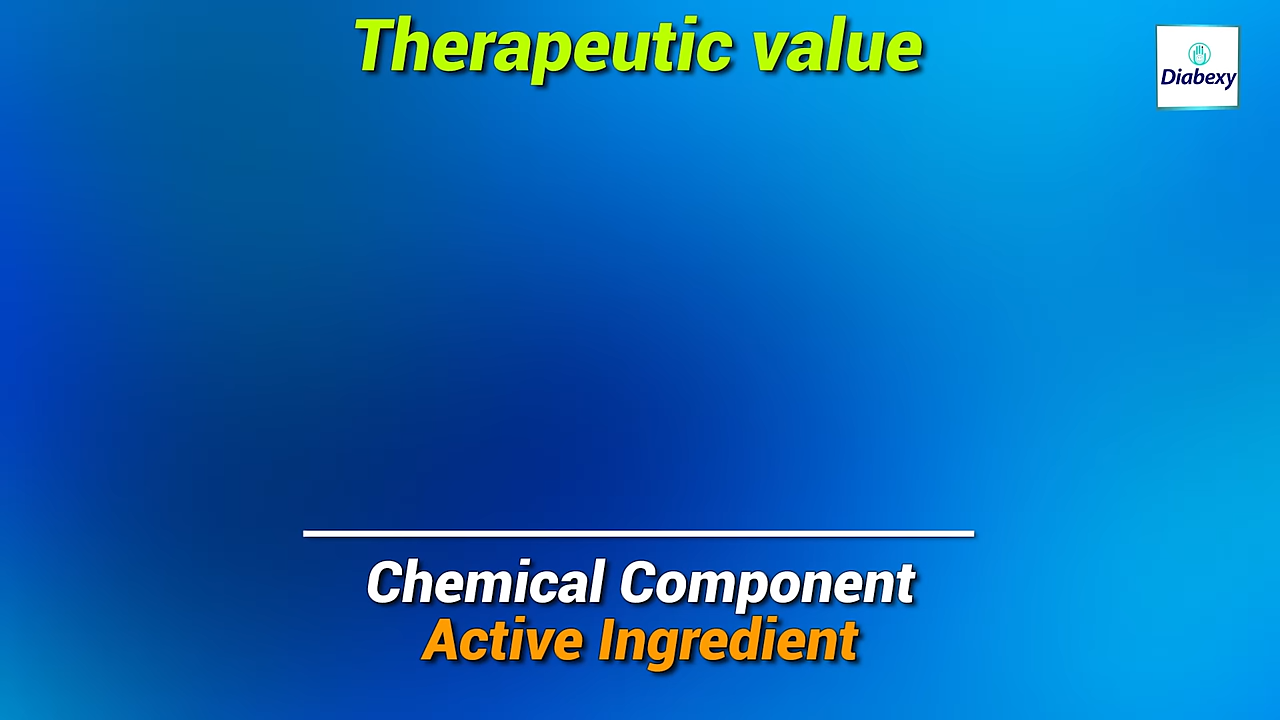 Therapeutic value
Diabexy
Chemical Component
Active Ingredient